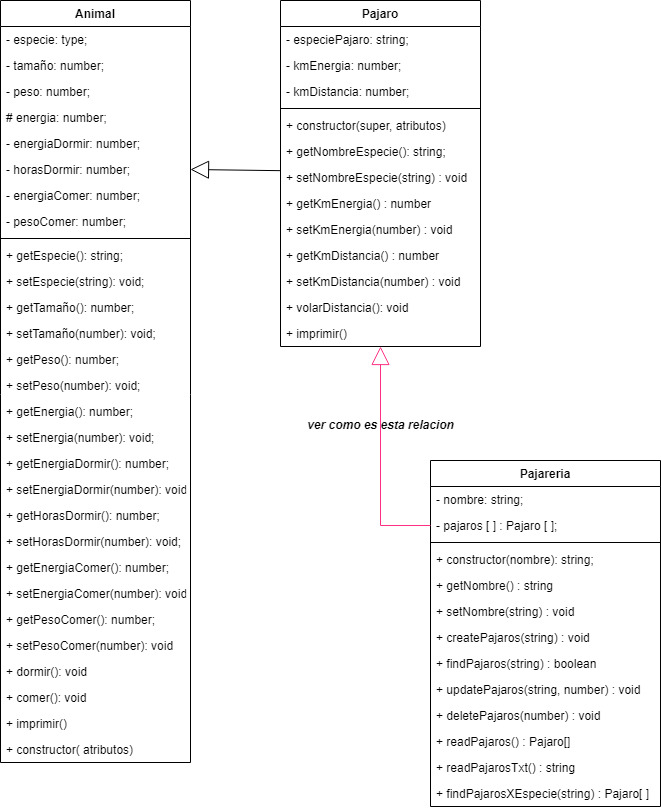 Animal
- especie: type;
- tamaño: number;
- peso: number;
# energia: number;
- energiaDormir: number;
- horasDormir: number;
- energiaComer: number;
- pesoComer: number;
+ getEspecie(): string;
+ setEspecie(string): void;
+ getTamaño(): number;
+ setTamaño(number): void;
+ getPeso(): number;
+ setPeso(number): void;
+ getEnergia(): number;
+ setEnergia(number): void;
+ getEnergiaDormir(): number;
+ setEnergiaDormir(number): void
+ getHorasDormir(): number;
+ setHorasDormir(number): void;
+ getEnergiaComer(): number;
+ setEnergiaComer(number): void
+ getPesoComer(): number;
+ setPesoComer(number): void
+ dormir(): void
+ comer(): void
+ imprimir()
+ constructor( atributos)
Pajaro
- especiePajaro: string;
- kmEnergia: number;
- kmDistancia: number;
+ constructor(super, atributos)
+ getNombreEspecie(): string;
+ setNombreEspecie(string) : void
+ getKmEnergia() : number
+ setKmEnergia(number) : void
+ getKmDistancia() : number
+ setKmDistancia(number) : void
+ volarDistancia(): void
+ imprimir()
ver como es esta relacion
Pajareria
- nombre: string;
- pajaros [ ] : Pajaro [ ];
+ constructor(nombre): string;
+ getNombre() : string
+ setNombre(string) : void
+ createPajaros(string) : void
+ findPajaros(string) : boolean
+ updatePajaros(string, number) : void
+ deletePajaros(number) : void
+ readPajaros() : Pajaro[]
+ readPajarosTxt() : string
+ findPajarosXEspecie(string) : Pajaro[ ]